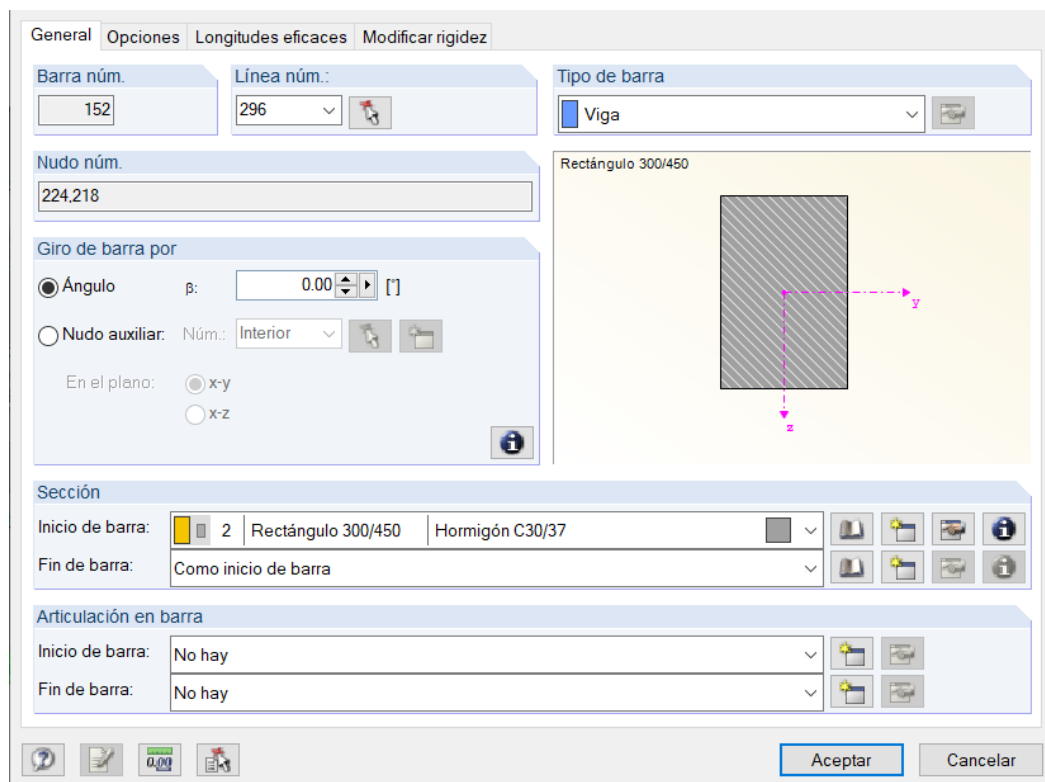 General Opciones Longitudes eficaces Modificar rigidez
Barra núm. Línea núm.: Tipo de barra
152 296 Viga
Nudo núm. Rectángulo 300/450
224,218
Giro de barra por
Ángulo β: 0.00 [°]
y
Nudo auxiliar: Núm.: Interior
En el plano: x-y
x-z
z
Sección
Inicio de barra: 2 Rectángulo 300/450 Hormigón C30/37
Fin de barra: Como inicio de barra
Articulación en barra
Inicio de barra: No hay
Fin de barra: No hay
0,00 Aceptar Cancelar